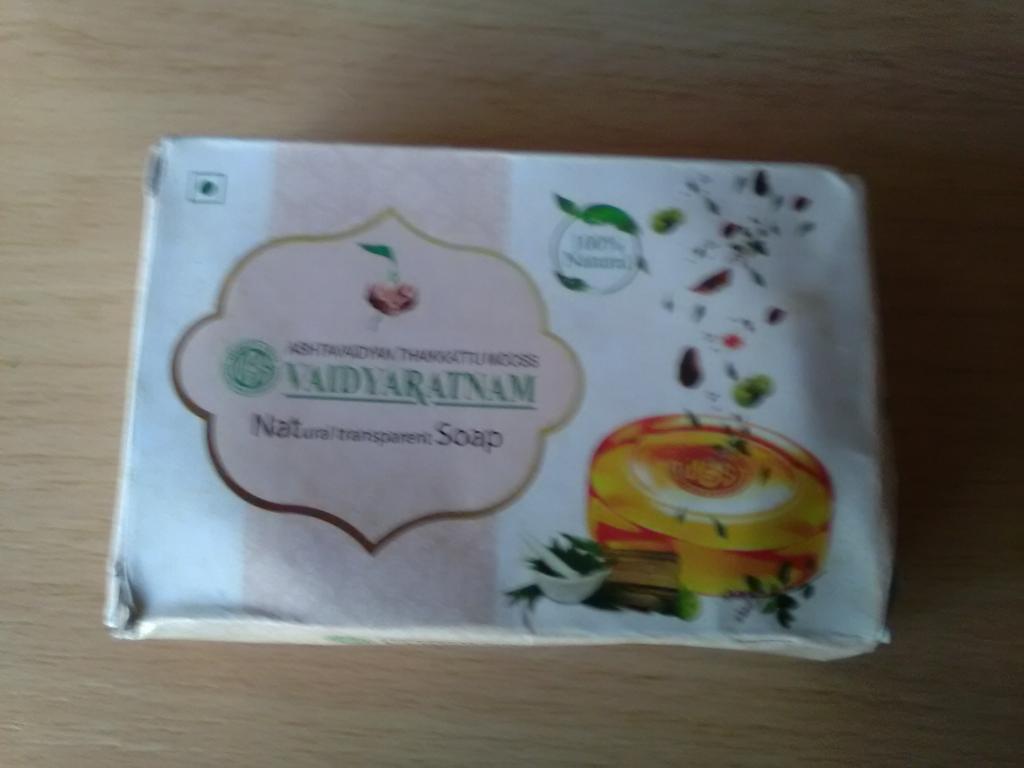 100%
Natural
ASHTAVAIDYAN THAIKKATTU MOOSS
VAIDYARATNAM
Natural transparent Soap